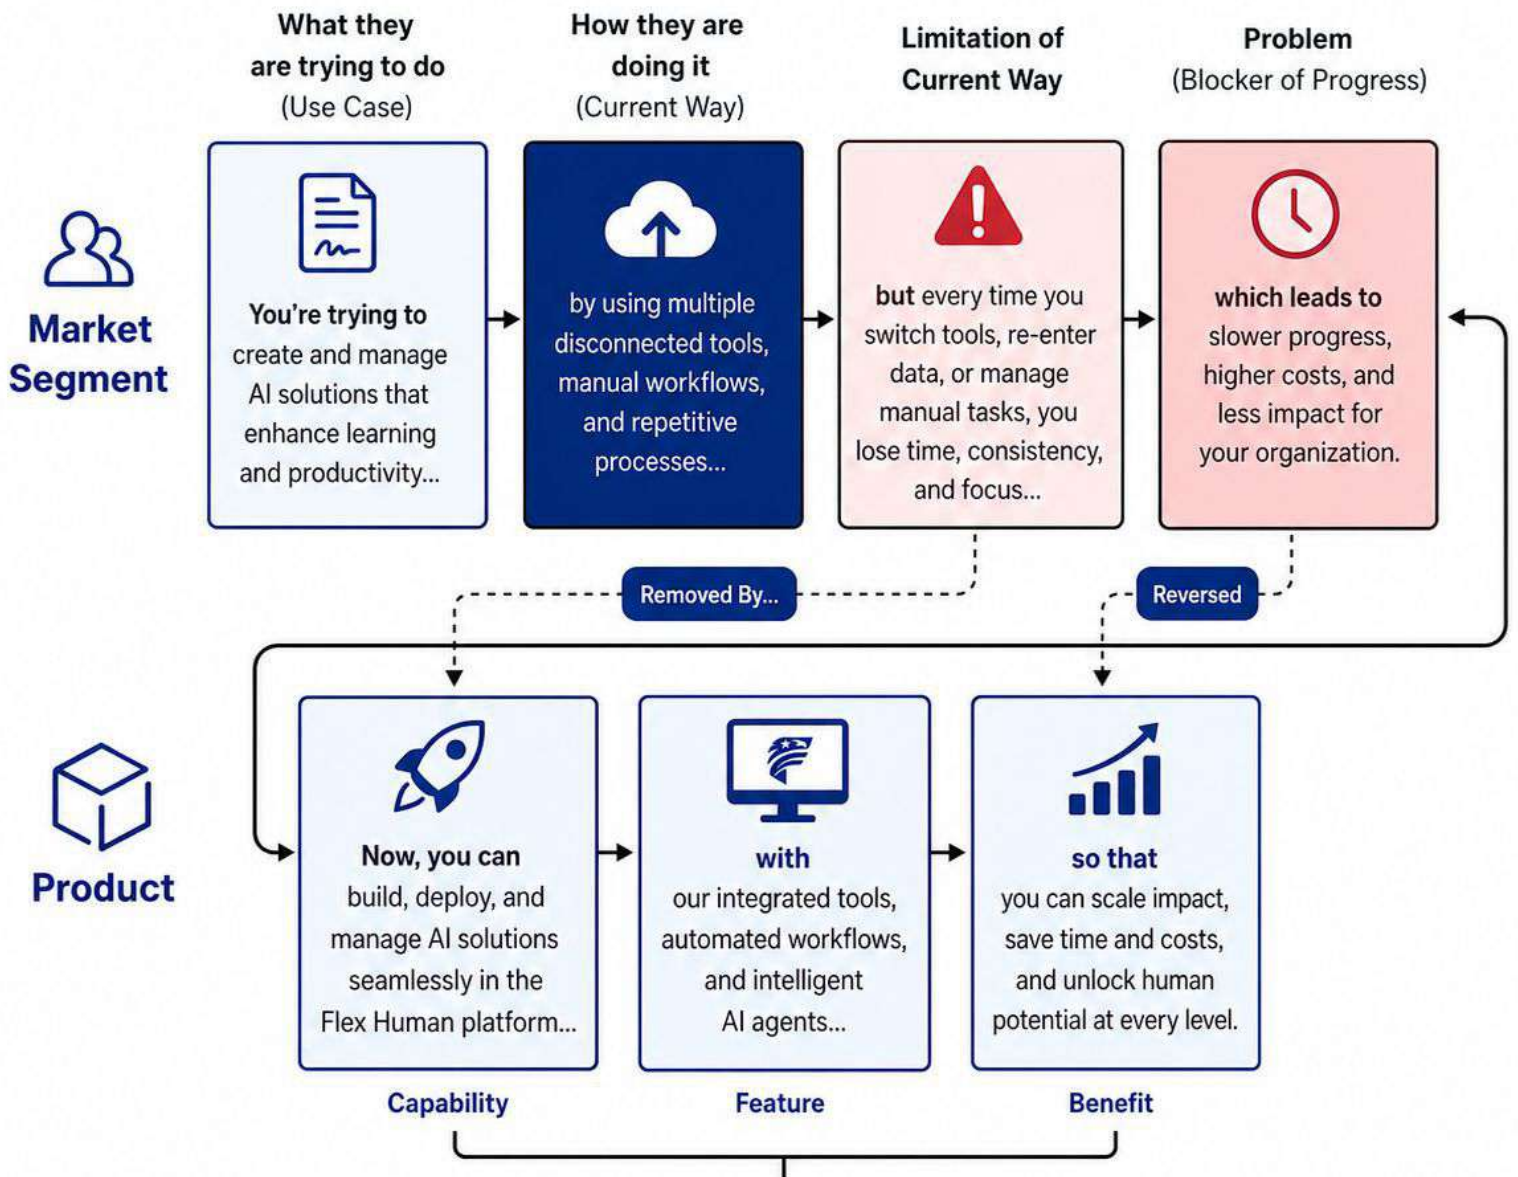 What they
are trying to do
(Use Case)
How they are
doing it
(Current Way)
Limitation of
Current Way
Problem
(Blocker of Progress)
Market
Segment
You're trying to
create and manage
AI solutions that
enhance learning
and productivity...
by using multiple
disconnected tools,
manual workflows,
and repetitive
processes...
but every time you
switch tools, re-enter
data, or manage
manual tasks, you
lose time, consistency,
and focus...
which leads to
slower progress,
higher costs, and
less impact for
your organization.
Removed By...
Reversed
Product
Now, you can
build, deploy, and
manage AI solutions
seamlessly in the
Flex Human platform...
with
our integrated tools,
automated workflows,
and intelligent
AI agents...
so that
you can scale impact,
save time and costs,
and unlock human
potential at every level.
Capability
Feature
Benefit